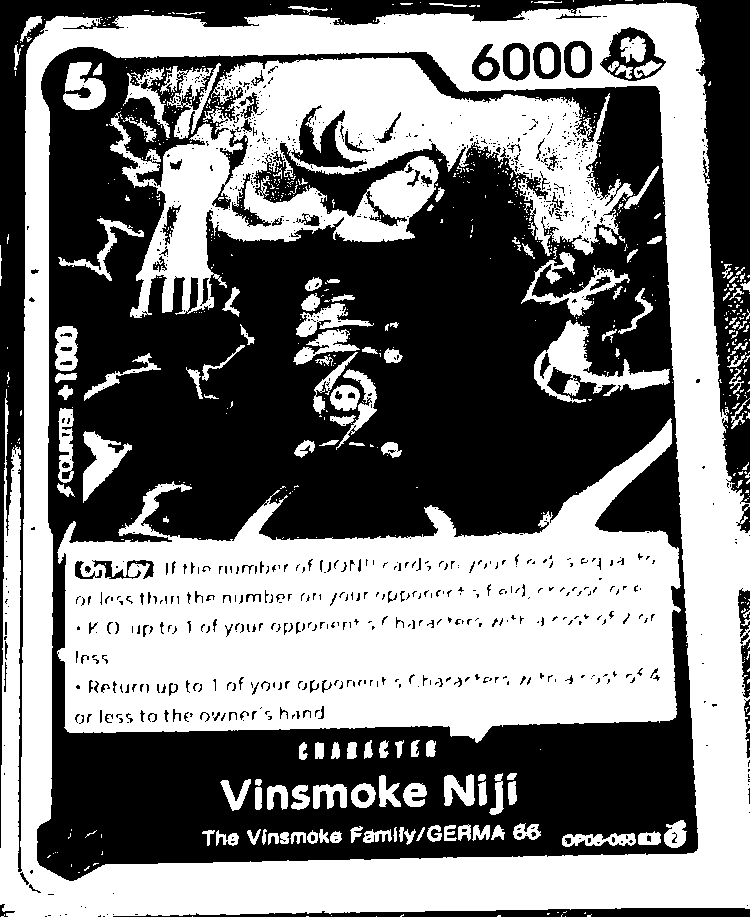 5
6000
SPECIAL
COUNTER +1000
On Play If the number of DON!! cards on your field is equal to
or less than the number on your opponent's field, choose one:
• K.O. up to 1 of your opponent's Characters with a cost of 2 or
less.
• Return up to 1 of your opponent's Characters with a cost of 4
or less to the owner's hand.
CHARACTER
Vinsmoke Niji
The Vinsmoke Family/GERMA 66
OP06-065 R 2